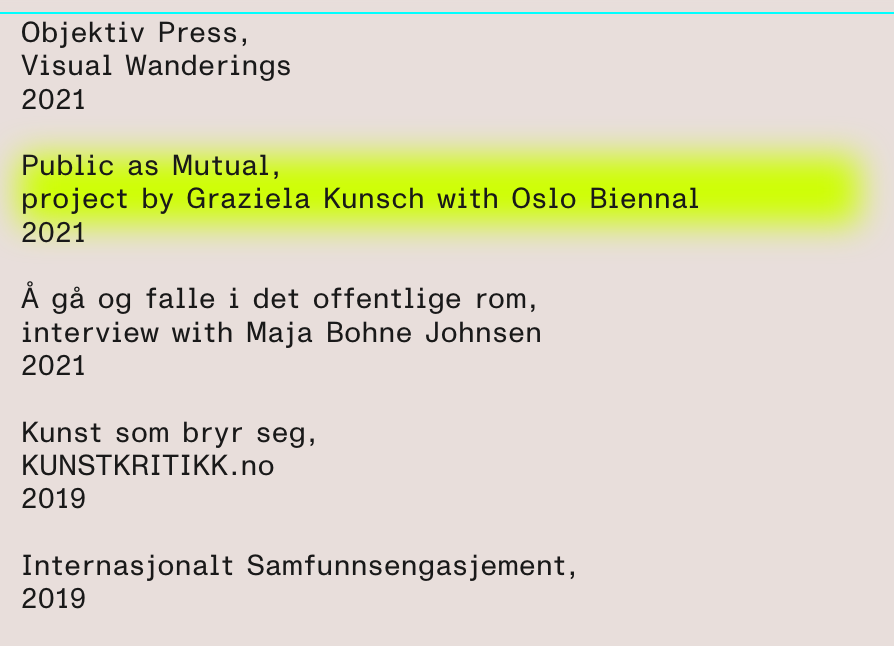 Objektiv Press,
Visual Wanderings
2021
Public as Mutual,
project by Graziela Kunsch with Oslo Biennal
2021
Å gå og falle i det offentlige rom,
interview with Maja Bohne Johnsen
2021
Kunst som bryr seg,
KUNSTKRITIKK.no
2019
Internasjonalt Samfunnsengasjement,
2019